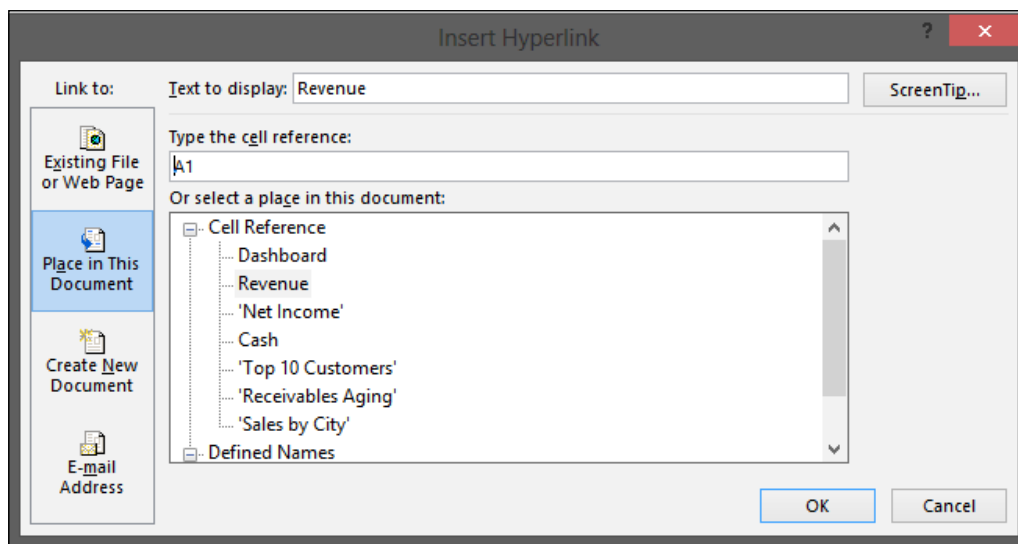 Insert Hyperlink
?
×
Link to:
Text to display: Revenue
ScreenTip...
Existing File
or Web Page
Place in This
Document
Create New
Document
E-mail
Address
Type the cell reference:
A1
Or select a place in this document:
Cell Reference
Dashboard
Revenue
'Net Income'
Cash
'Top 10 Customers'
'Receivables Aging'
'Sales by City'
Defined Names
OK
Cancel